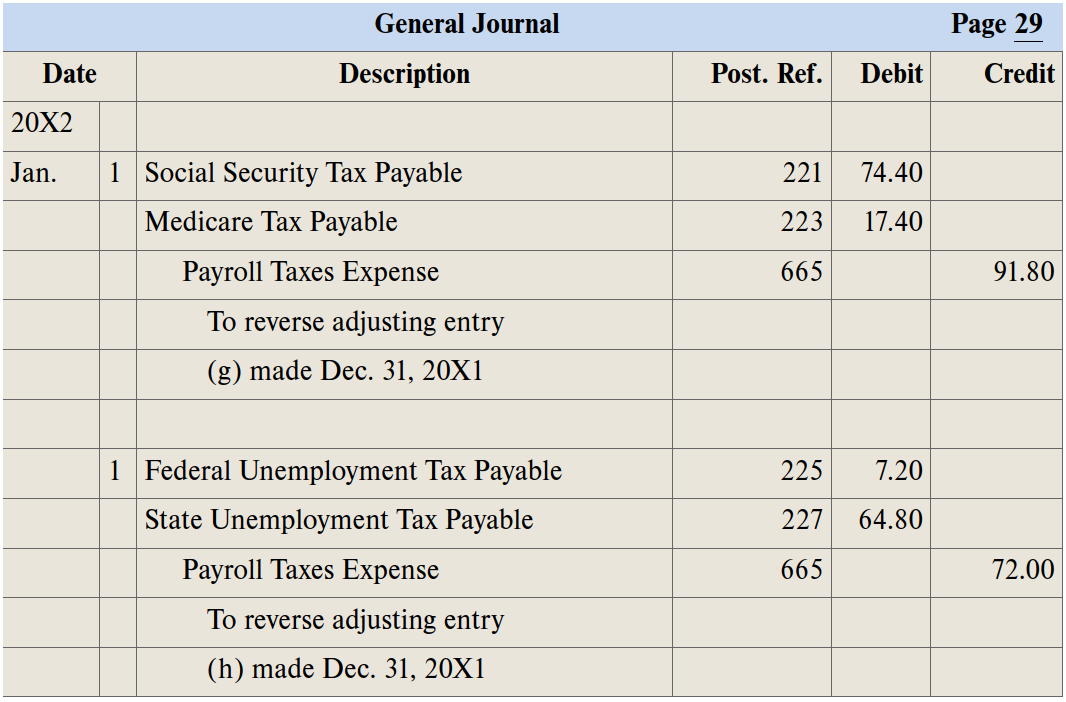 General Journal Page 29
Date Description Post. Ref. Debit Credit
20X2
Jan. 1 Social Security Tax Payable 221 74.40
Medicare Tax Payable 223 17.40
Payroll Taxes Expense 665 91.80
To reverse adjusting entry
(g) made Dec. 31, 20X1
1 Federal Unemployment Tax Payable 225 7.20
State Unemployment Tax Payable 227 64.80
Payroll Taxes Expense 665 72.00
To reverse adjusting entry
(h) made Dec. 31, 20X1